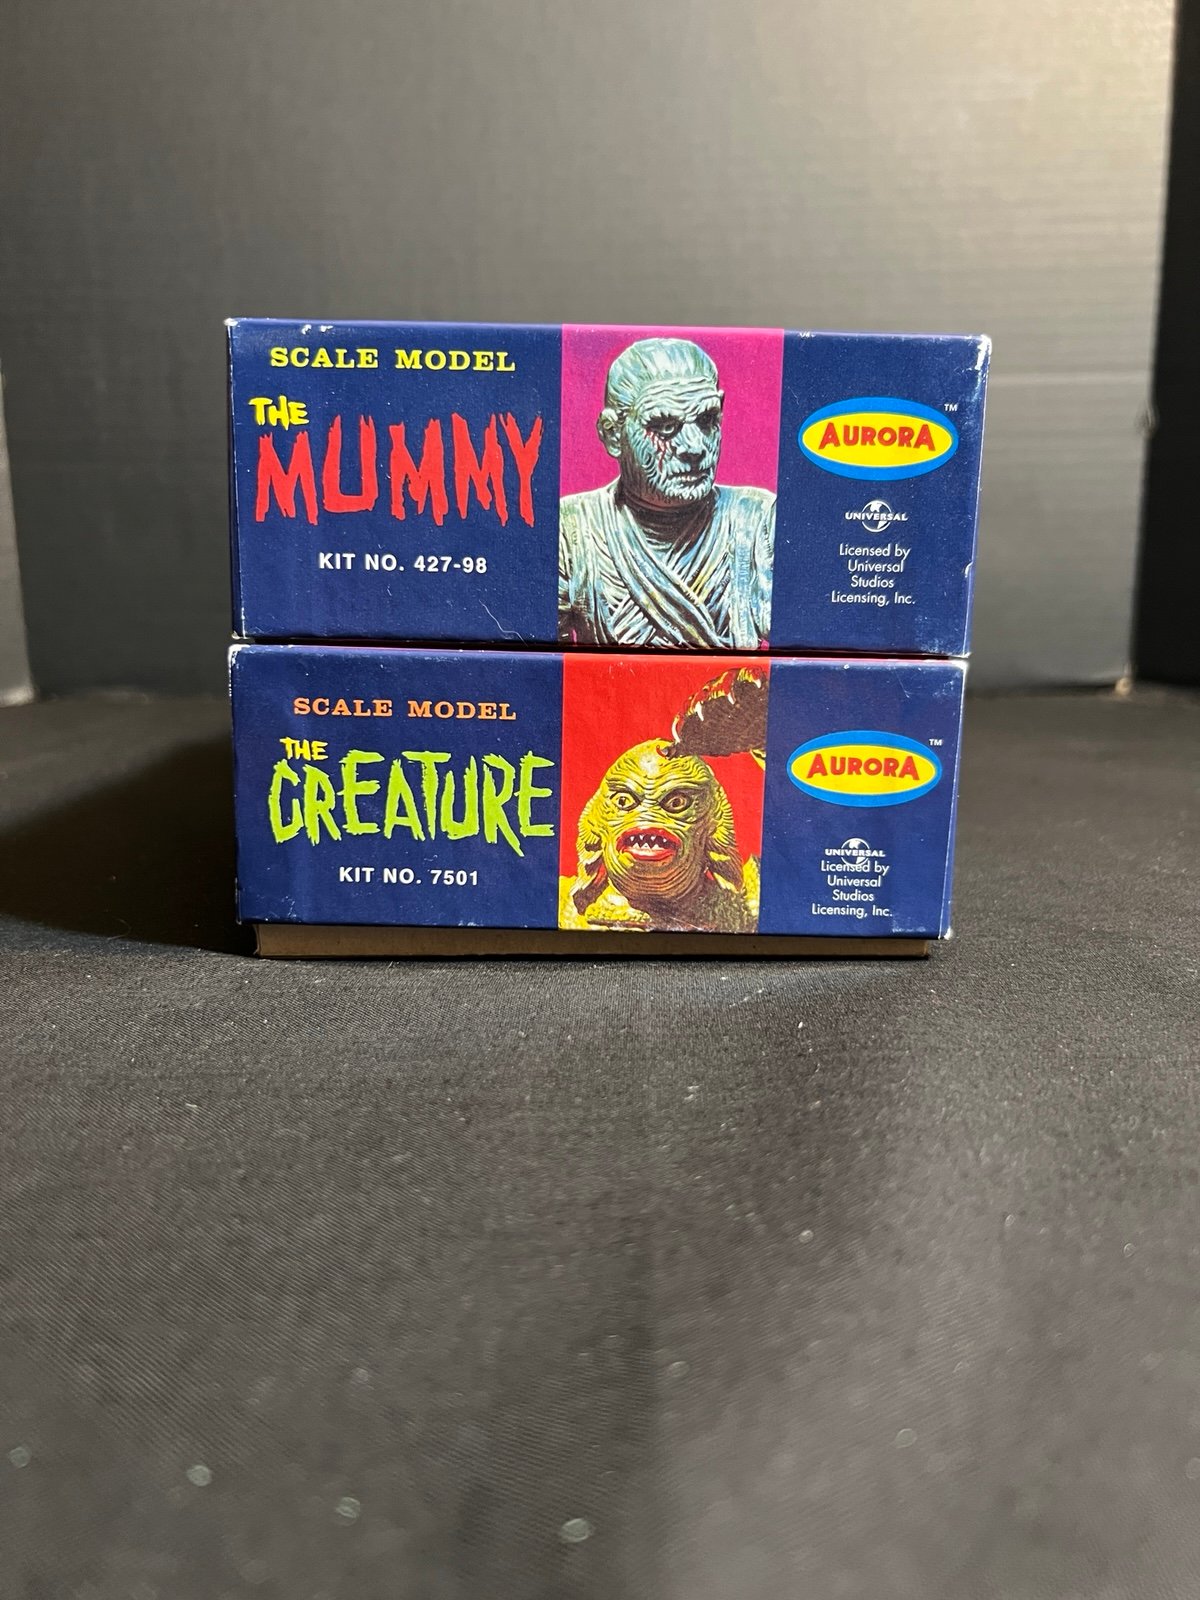 SCALE MODEL
THE
MUMMY
KIT NO. 427-98
AURORA
TM
UNIVERSAL
Licensed by
Universal
Studios
Licensing, Inc.
SCALE MODEL
THE
CREATURE
KIT NO. 7501
AURORA
TM
UNIVERSAL
Licensed by
Universal
Studios
Licensing, Inc.